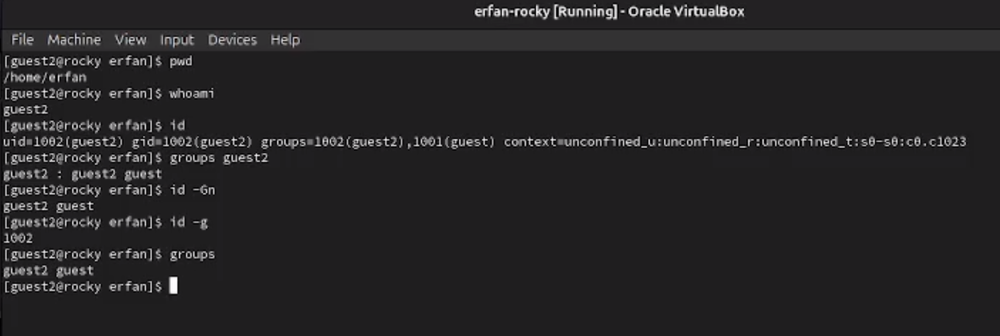 erfan-rocky [Running] - Oracle VirtualBox
File Machine View Input Devices Help
[guest2@rocky erfan]$ pwd
/home/erfan
[guest2@rocky erfan]$ whoami
guest2
[guest2@rocky erfan]$ id
uid=1002(guest2) gid=1002(guest2) groups=1002(guest2),1001(guest) context=unconfined_u:unconfined_r:unconfined_t:s0-s0:c0.c1023
[guest2@rocky erfan]$ groups guest2
guest2 : guest2 guest
[guest2@rocky erfan]$ id -Gn
guest2 guest
[guest2@rocky erfan]$ id -g
1002
[guest2@rocky erfan]$ groups
guest2 guest
[guest2@rocky erfan]$